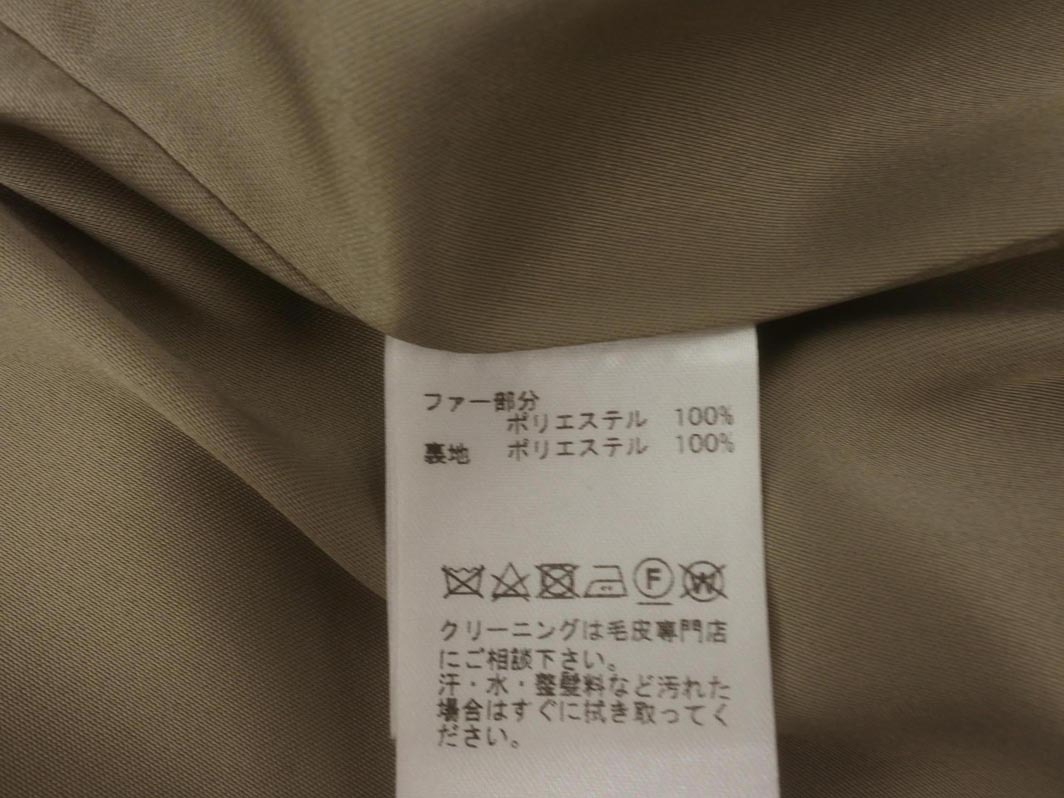 ファー部分
ポリエステル 100%
裏地 ポリエステル 100%
F W
クリーニングは毛皮専門店
にご相談下さい。
汗・水・整髪料など汚れた
場合はすぐに拭き取ってく
ださい。